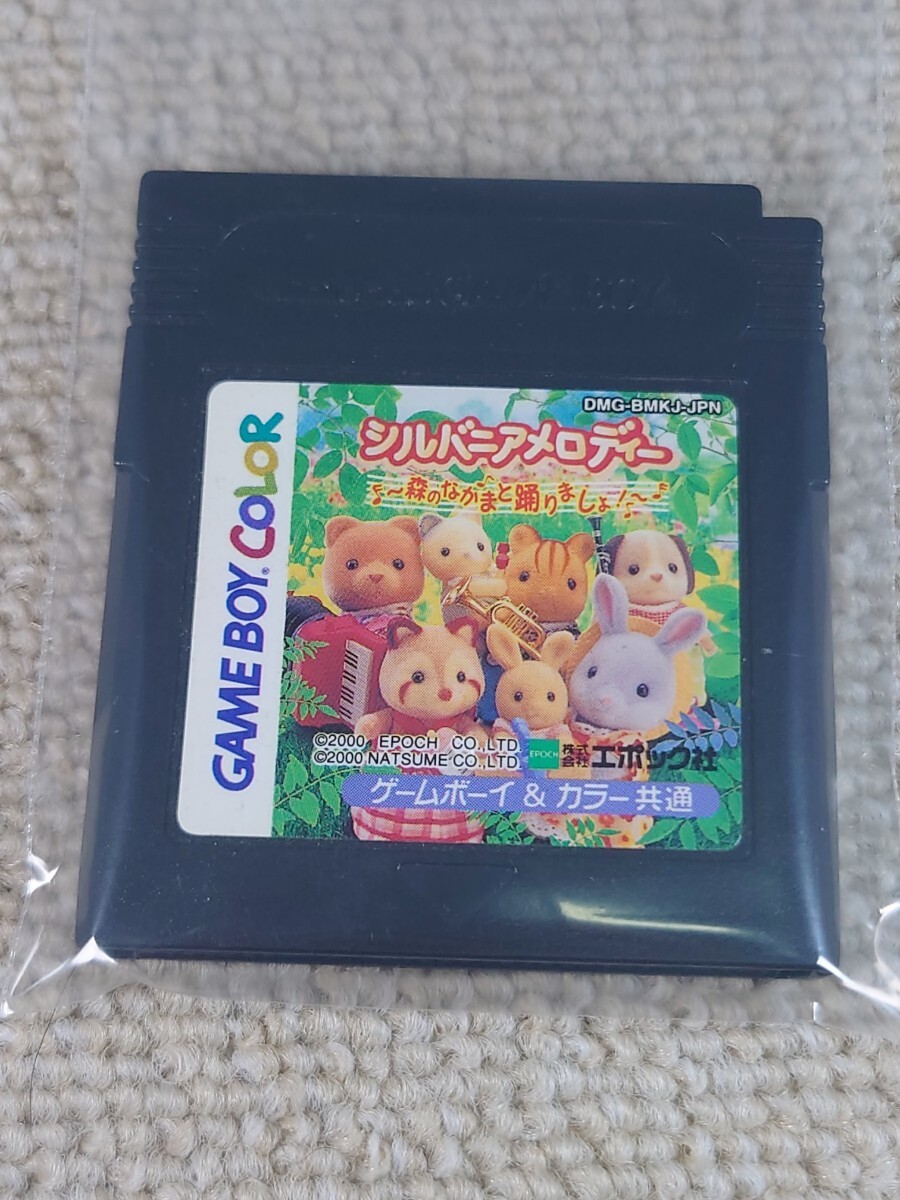 DMG-BMKJ-JPN
シルバニアメロディー
♪～森のなかまと踊りましょ!～♪
GAME BOY COLOR
©2000 EPOCH CO.,LTD.
©2000 NATSUME CO.,LTD.
EPOCH 株式会社エポック社
ゲームボーイ & カラー共通